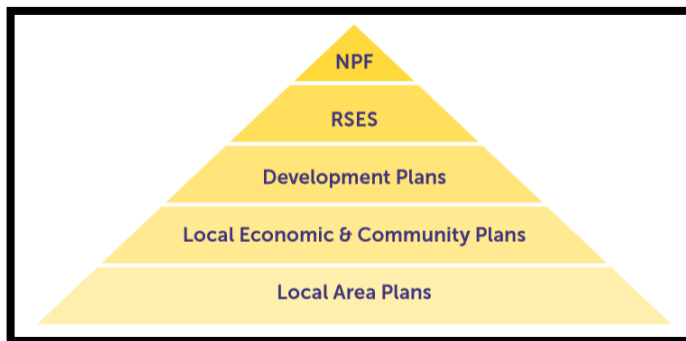 NPF
RSES
Development Plans
Local Economic & Community Plans
Local Area Plans